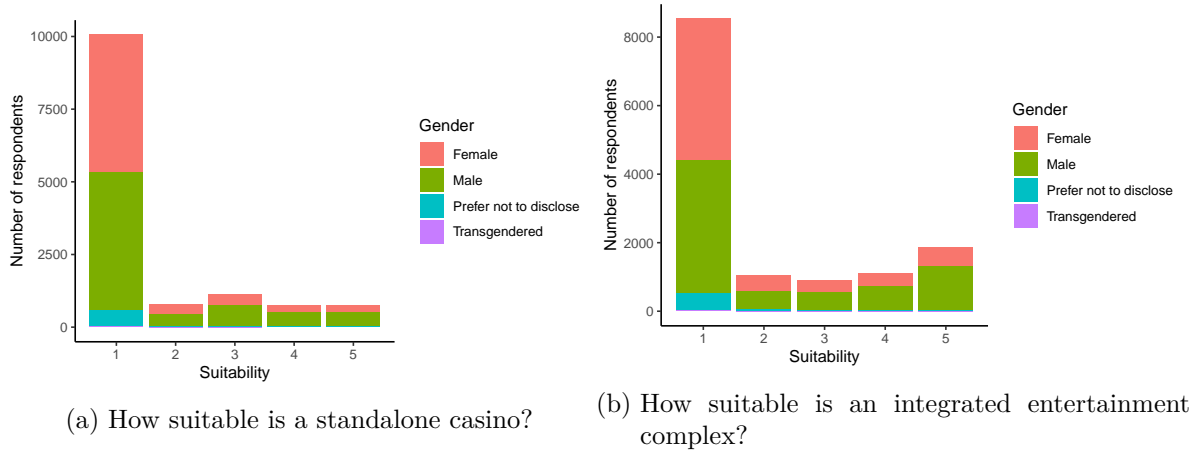 10000
7500
5000
2500
0
Number of respondents
1 2 3 4 5
Suitability
Gender
Female
Male
Prefer not to disclose
Transgendered
(a) How suitable is a standalone casino?
8000
6000
4000
2000
0
Number of respondents
1 2 3 4 5
Suitability
Gender
Female
Male
Prefer not to disclose
Transgendered
(b) How suitable is an integrated entertainment
complex?